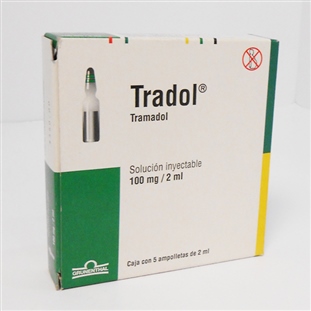 Tradol®
Tramadol
Solución inyectable
100 mg / 2 ml
Caja con 5 ampolletas de 2 ml
GRÜNENTHAL